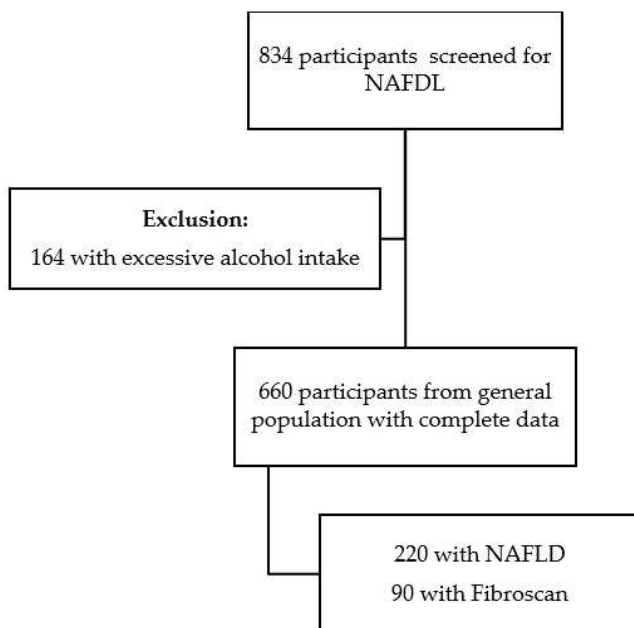 834 participants screened for
NAFDL
Exclusion:
164 with excessive alcohol intake
660 participants from general
population with complete data
220 with NAFLD
90 with Fibroscan